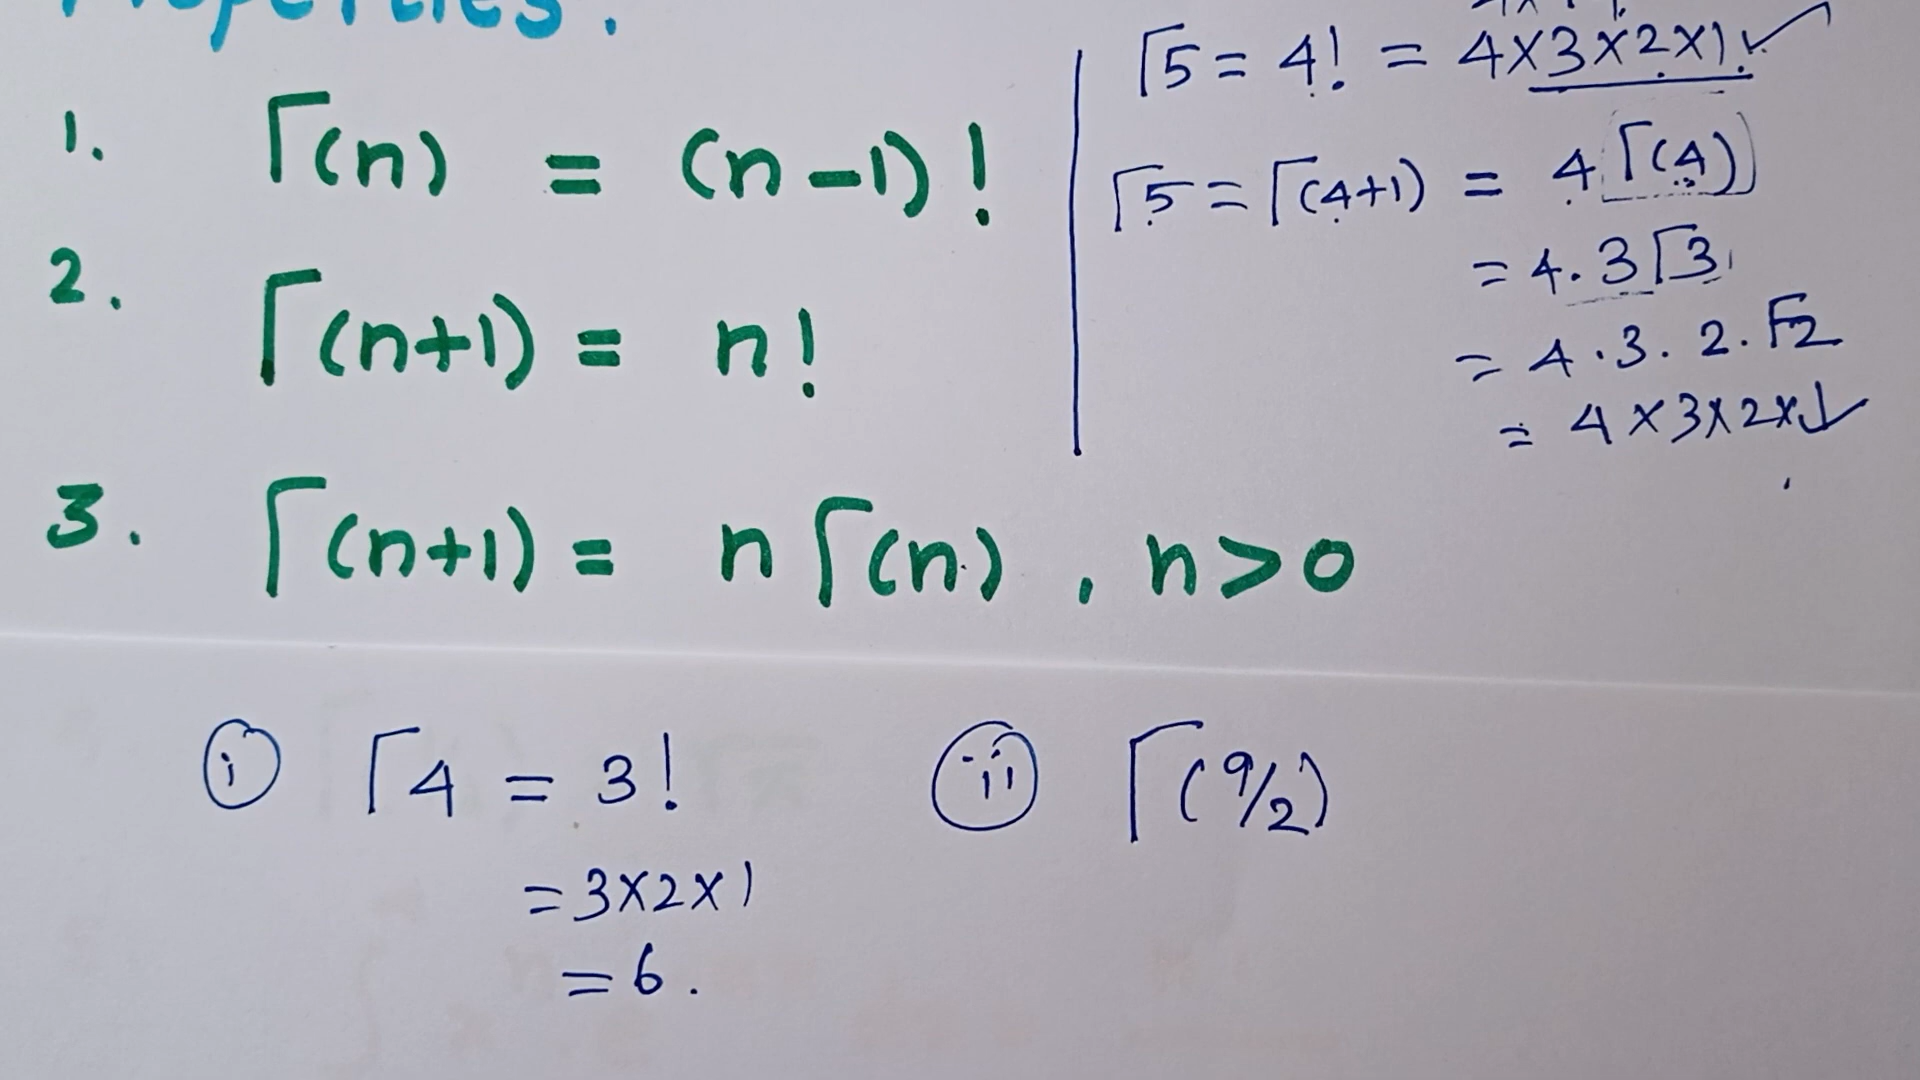 Properties:
1. Γ(n) = (n-1)!
2. Γ(n+1) = n!
3. Γ(n+1) = n Γ(n), n>0
Γ5 = 4! = 4×3×2×1 ✓
Γ5 = Γ(4+1) = 4 Γ(4)
= 4.3 Γ3
= 4.3.2.Γ2
= 4×3×2×1 ✓
(i) Γ4 = 3!
= 3×2×1
= 6.
(ii) Γ(9/2)